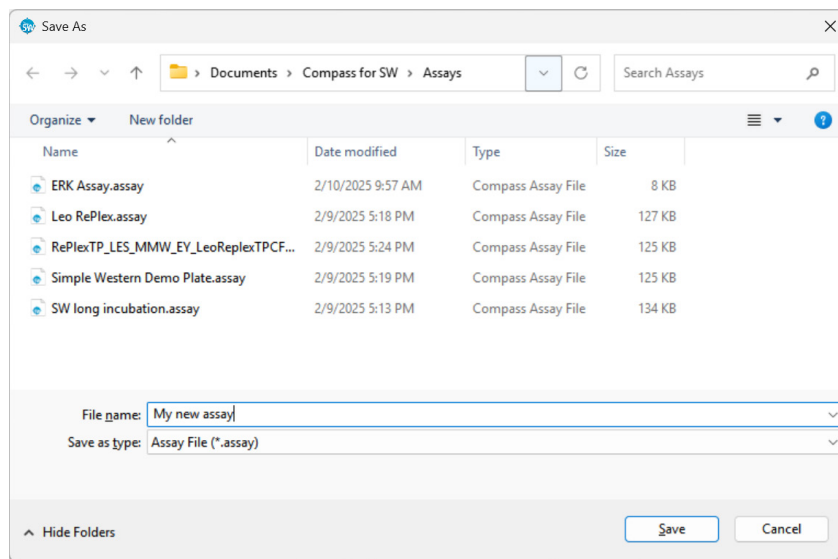 SW Save As
Documents > Compass for SW > Assays Search Assays
Organize New folder ?
Name Date modified Type Size
ERK Assay.assay 2/10/2025 9:57 AM Compass Assay File 8 KB
Leo RePlex.assay 2/9/2025 5:18 PM Compass Assay File 127 KB
RePlexTP_LES_MMW_EY_LeoReplexTPCF... 2/9/2025 5:24 PM Compass Assay File 125 KB
Simple Western Demo Plate.assay 2/9/2025 5:19 PM Compass Assay File 125 KB
SW long incubation.assay 2/9/2025 5:13 PM Compass Assay File 134 KB
File name: My new assay
Save as type: Assay File (*.assay)
Hide Folders Save Cancel